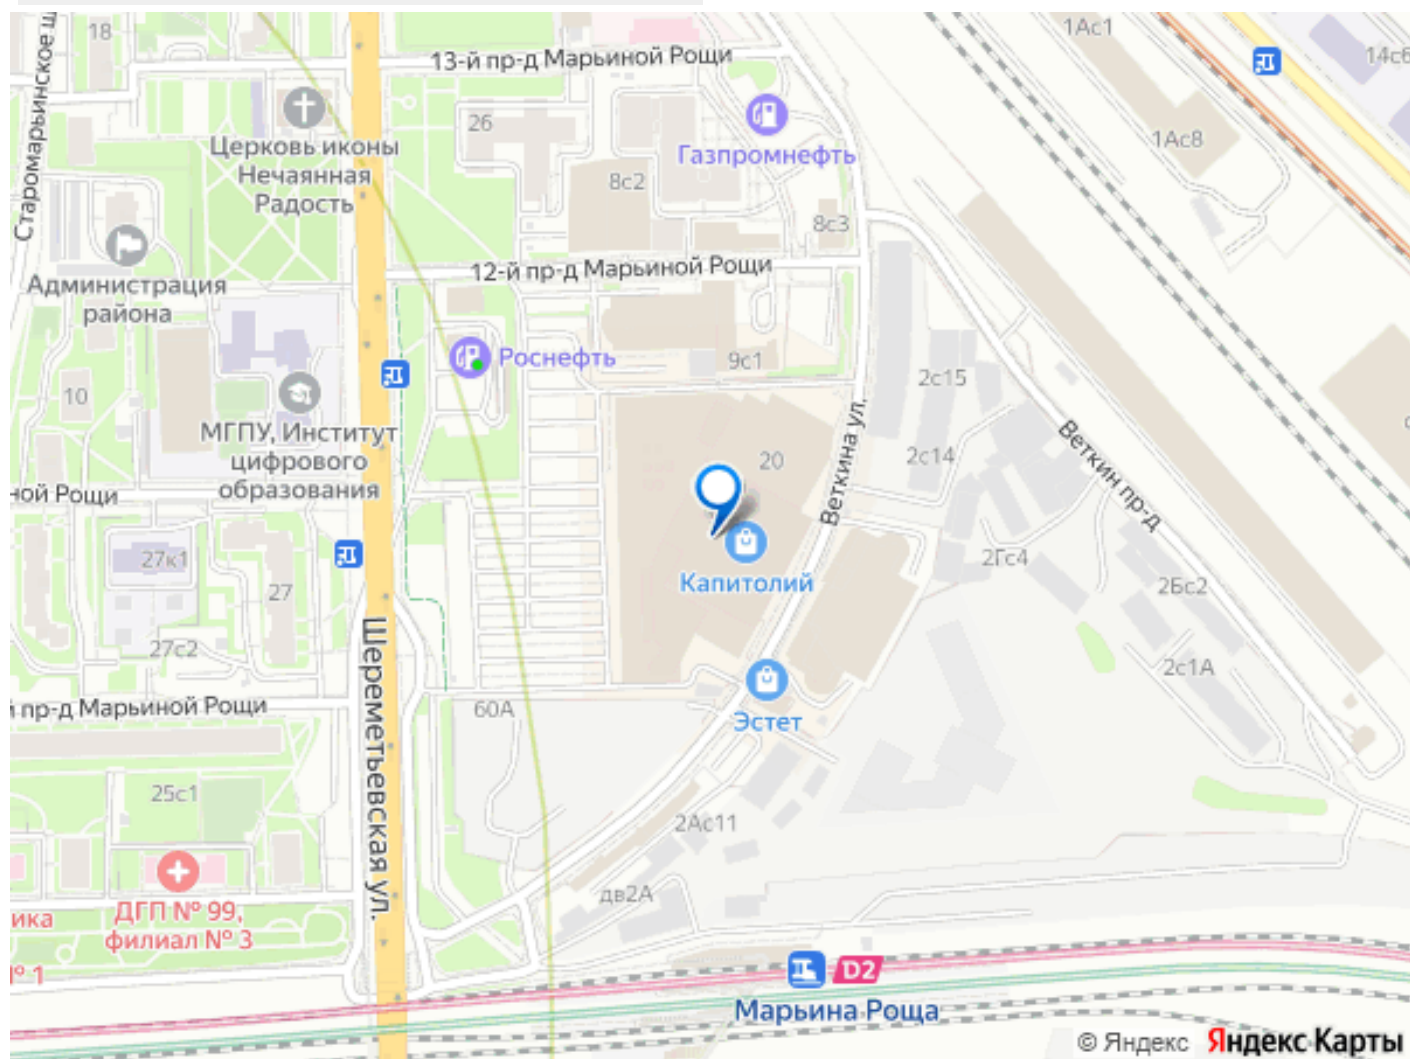 18
13-й пр-д Марьиной Рощи
1Ас1
14с6
Старомарьинское ш
26
Церковь иконы
Нечаянная
Радость
Газпромнефть
1Ас8
8с2
8с3
Администрация
района
12-й пр-д Марьиной Рощи
Роснефть
9с1
2с15
10
МГПУ, Институт
цифрового
образования
20
2с14
Веткина ул.
Веткин пр-д
ной Рощи
27к1
27
Капитолий
2Гс4
2Бс2
27с2
2с1А
Шереметьевская ул.
й пр-д Марьиной Рощи
60А
Эстет
25с1
2Ас11
дв2А
ика
ДГП № 99,
филиал № 3
№ 1
D2
Марьина Роща
© Яндекс Яндекс Карты